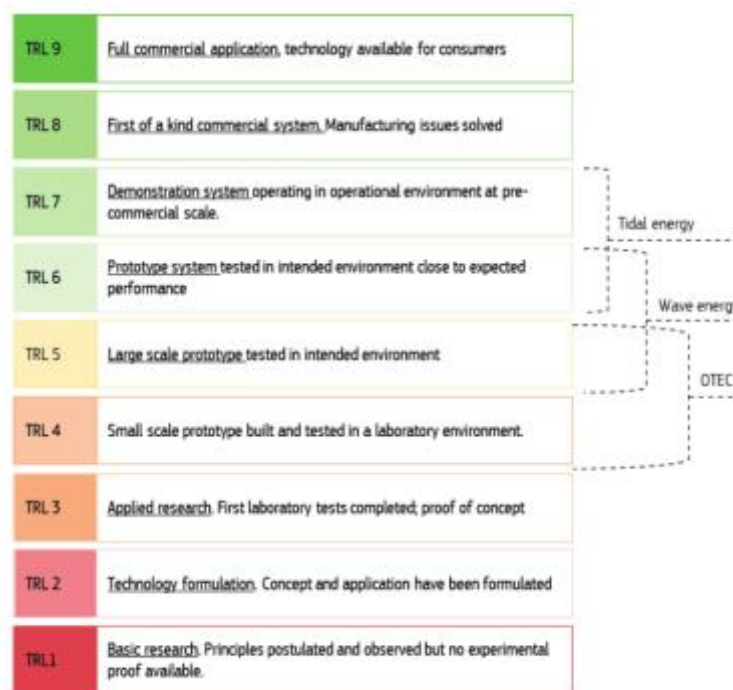 TRL 9
Full commercial application, technology available for consumers
TRL 8
First of a kind commercial system. Manufacturing issues solved
TRL 7
Demonstration system operating in operational environment at pre-
commercial scale.
Tidal energy
TRL 6
Prototype system tested in intended environment close to expected
performance
Wave energ
TRL 5
Large scale prototype tested in intended environment
OTEC
TRL 4
Small scale prototype built and tested in a laboratory environment.
TRL 3
Applied research. First laboratory tests completed; proof of concept
TRL 2
Technology formulation. Concept and application have been formulated
TRL1
Basic research. Principles postulated and observed but no experimental
proof available.